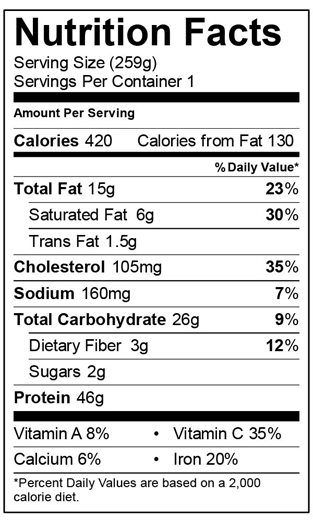 Nutrition Facts
Serving Size (259g)
Servings Per Container 1
Amount Per Serving
Calories 420 Calories from Fat 130
% Daily Value*
Total Fat 15g 23%
Saturated Fat 6g 30%
Trans Fat 1.5g
Cholesterol 105mg 35%
Sodium 160mg 7%
Total Carbohydrate 26g 9%
Dietary Fiber 3g 12%
Sugars 2g
Protein 46g
Vitamin A 8% • Vitamin C 35%
Calcium 6% • Iron 20%
*Percent Daily Values are based on a 2,000
calorie diet.